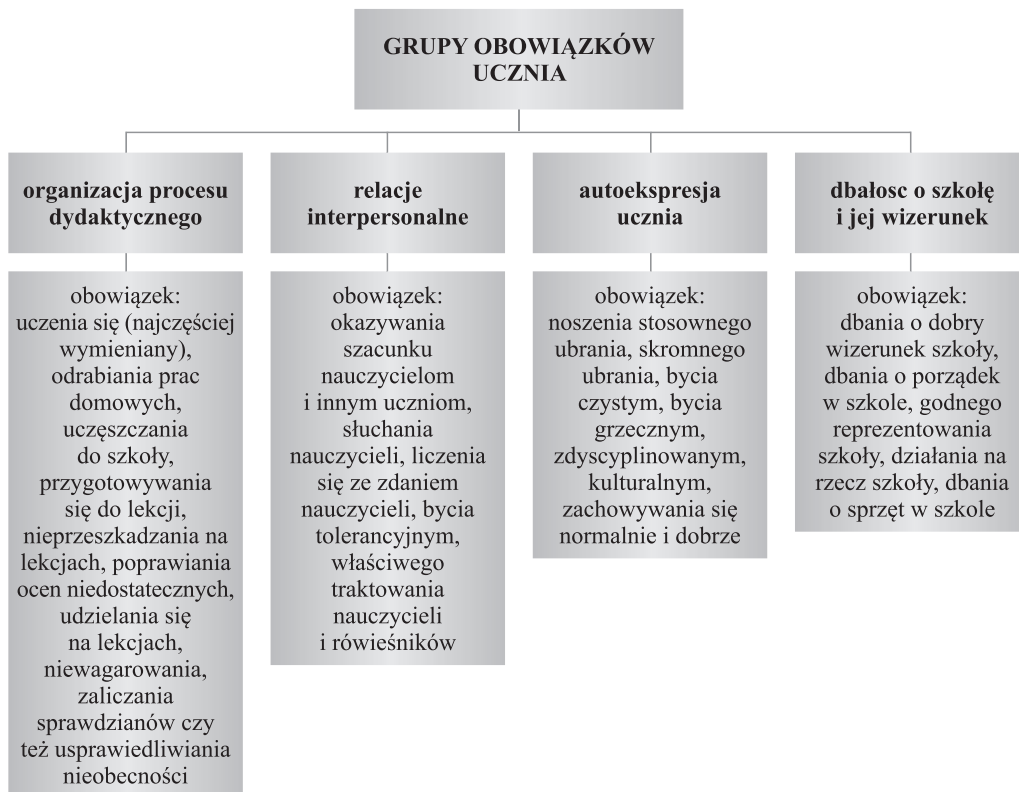 GRUPY OBOWIĄZKÓW
UCZNIA
organizacja procesu
dydaktycznego
obowiązek:
uczenia się (najczęściej
wymieniany),
odrabiania prac
domowych,
uczęszczania
do szkoły,
przygotowywania
się do lekcji,
nieprzeszkadzania na
lekcjach, poprawiania
ocen niedostatecznych,
udzielania się
na lekcjach,
niewagarowania,
zaliczania
sprawdzianów czy
też usprawiedliwiania
nieobecności
relacje
interpersonalne
obowiązek:
okazywania
szacunku
nauczycielom
i innym uczniom,
słuchania
nauczycieli, liczenia
się ze zdaniem
nauczycieli, bycia
tolerancyjnym,
właściwego
traktowania
nauczycieli
i rówieśników
autoekspresja
ucznia
obowiązek:
noszenia stosownego
ubrania, skromnego
ubrania, bycia
czystym, bycia
grzecznym,
zdyscyplinowanym,
kulturalnym,
zachowywania się
normalnie i dobrze
dbałosc o szkołę
i jej wizerunek
obowiązek:
dbania o dobry
wizerunek szkoły,
dbania o porządek
w szkole, godnego
reprezentowania
szkoły, działania na
rzecz szkoły, dbania
o sprzęt w szkole